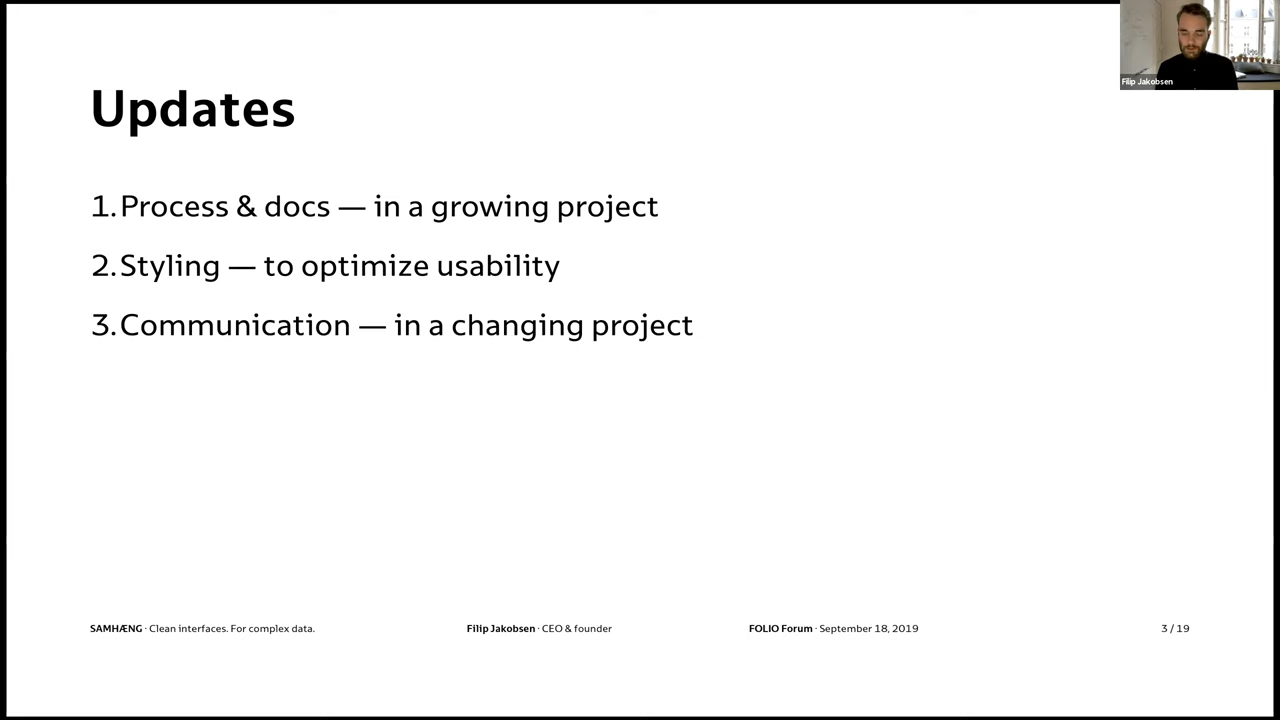 Updates
1. Process & docs — in a growing project
2. Styling — to optimize usability
3. Communication — in a changing project
Filip Jakobsen
SAMHÆNG · Clean interfaces. For complex data.
Filip Jakobsen · CEO & founder
FOLIO Forum · September 18, 2019
3 / 19